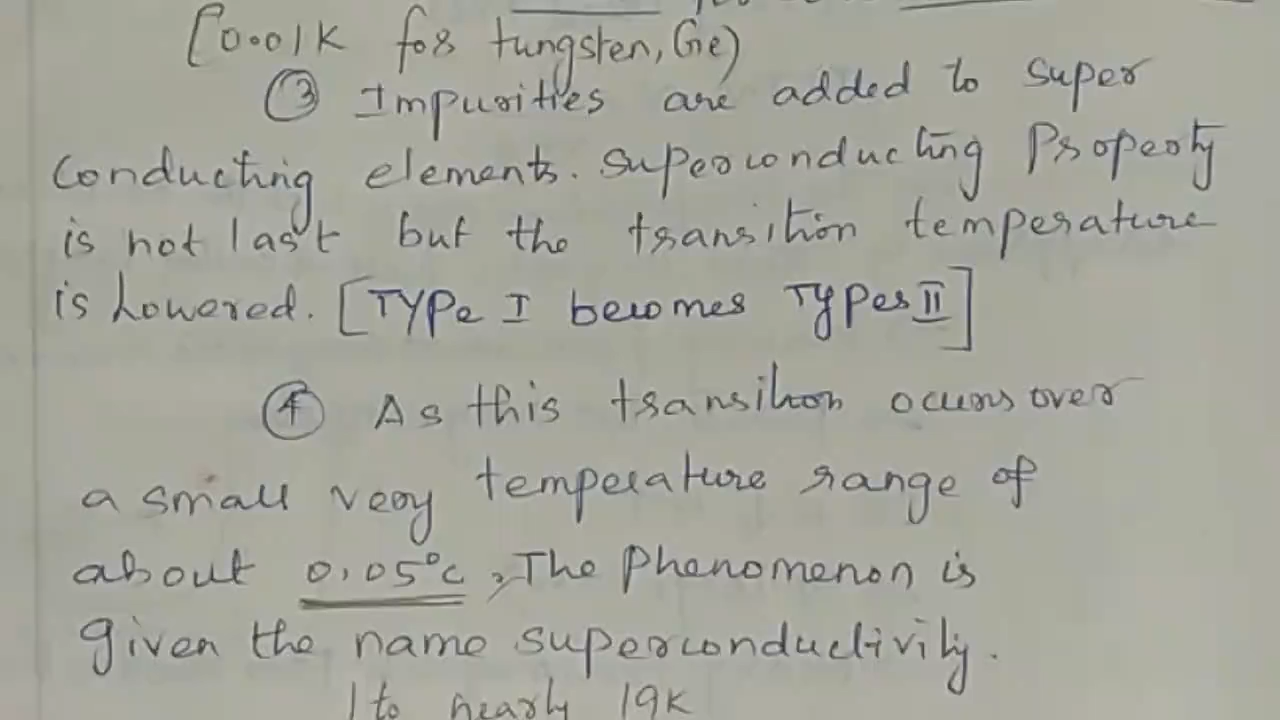 [0.01K for tungsten, Ge)
③ Impurities are added to super
conducting elements. superconducting Property
is not last but the transition temperature
is Lowered. [TYPe I becomes Types II]
④ As this transition occurs over
a small very temperature range of
about 0.05°C, The Phenomenon is
given the name superconductivity.
1 to nearly 19K